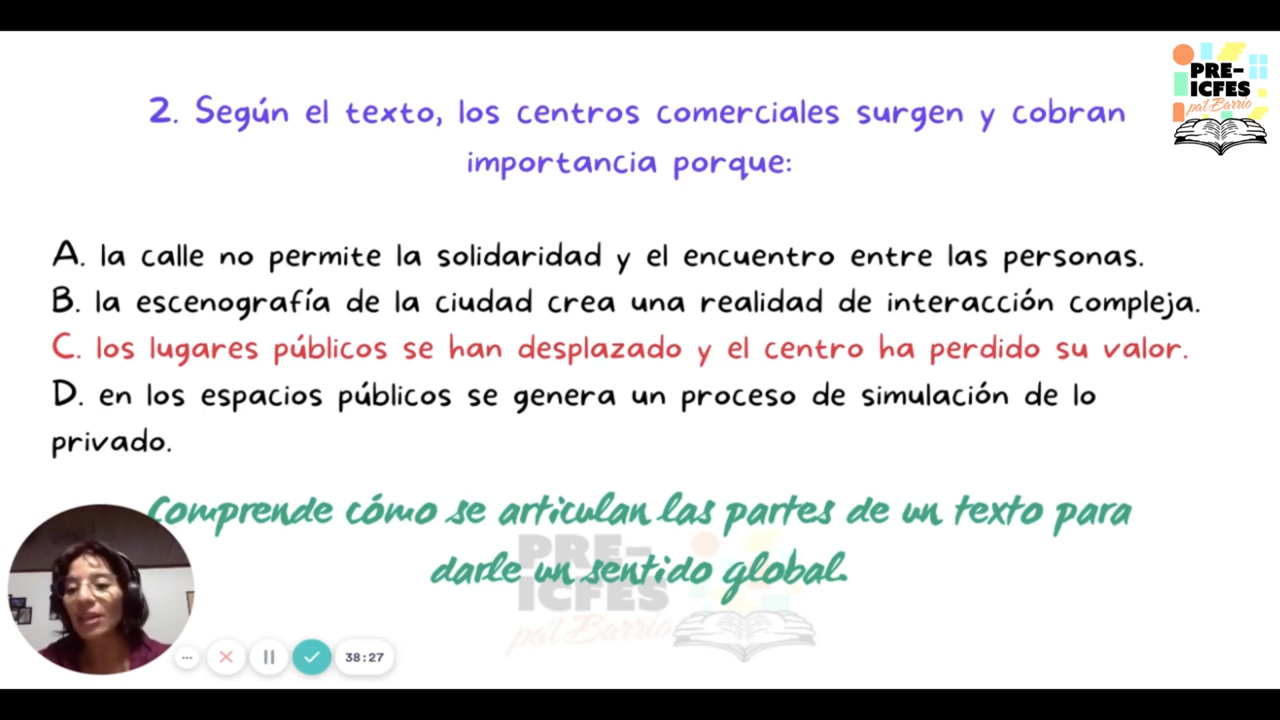 PRE-
ICFES
pal Barrio
2. Según el texto, los centros comerciales surgen y cobran
importancia porque:
A. la calle no permite la solidaridad y el encuentro entre las personas.
B. la escenografía de la ciudad crea una realidad de interacción compleja.
C. los lugares públicos se han desplazado y el centro ha perdido su valor.
D. en los espacios públicos se genera un proceso de simulación de lo
privado.
Comprende cómo se articulan las partes de un texto para
darle un sentido global.
PRE-
ICFES
pa'l Barrio
38:27